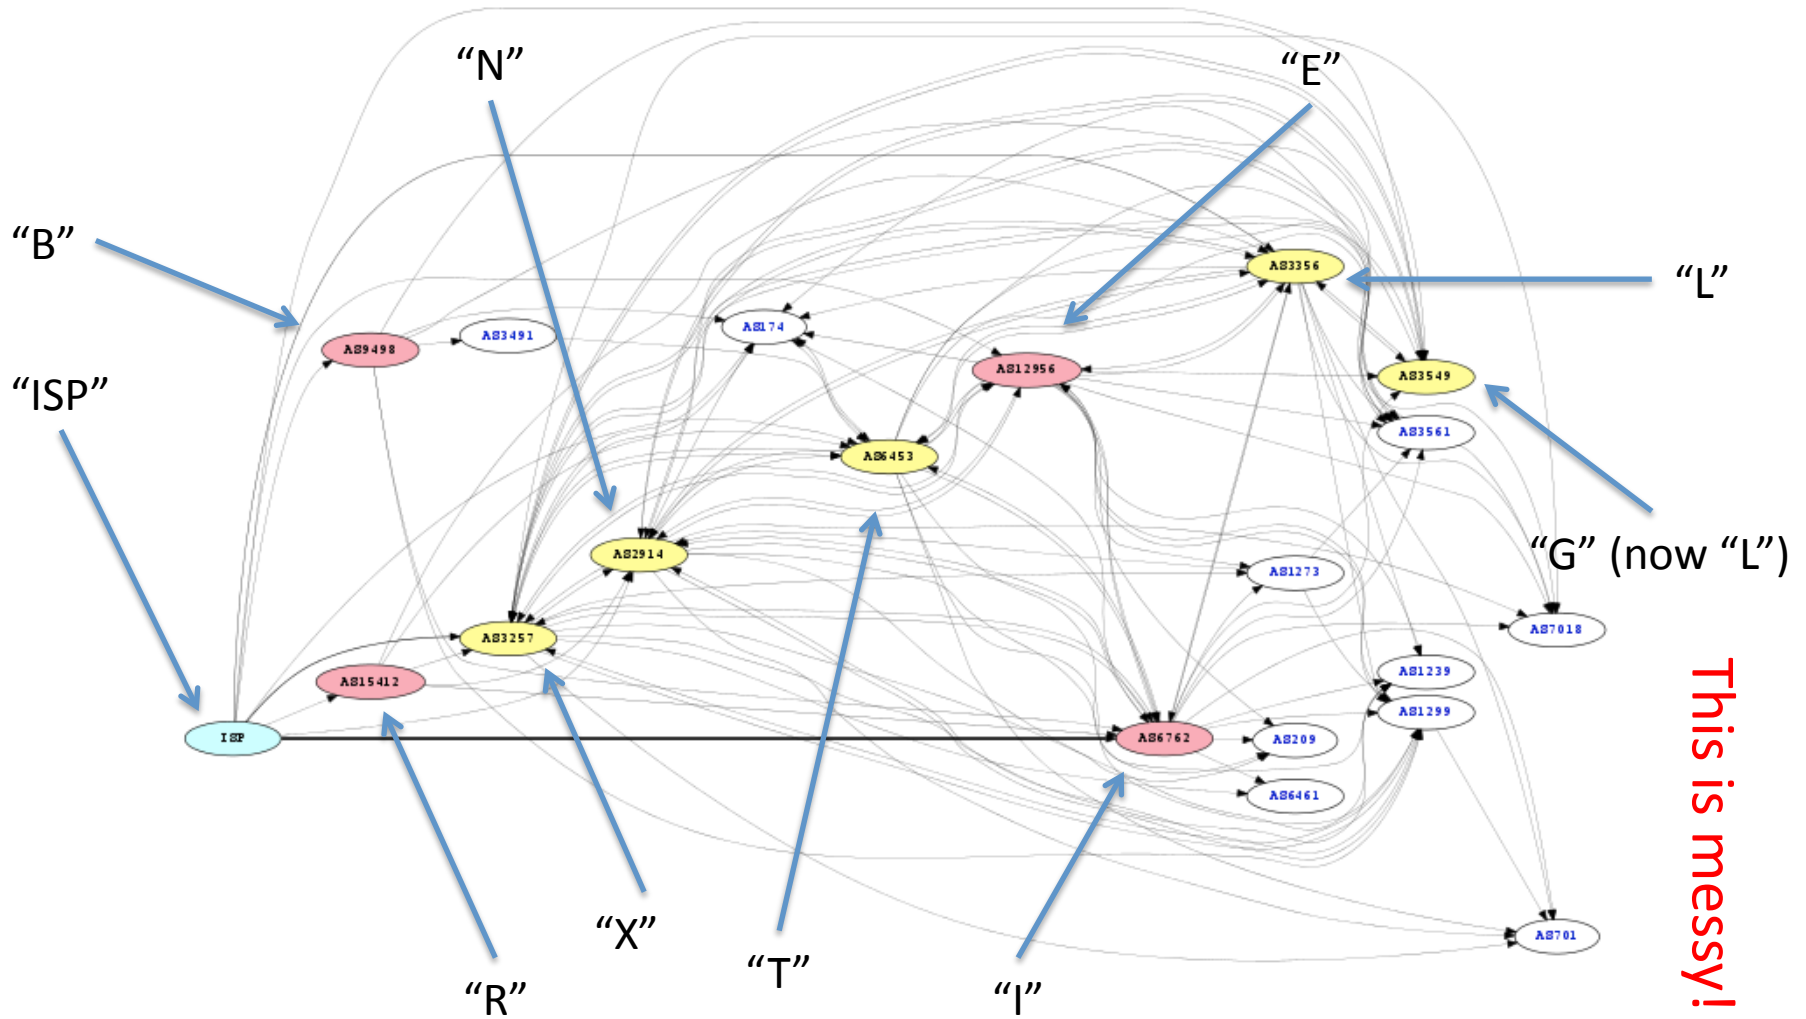 “N”
“E”
“B”
“L”
“ISP”
“G” (now “L”)
“X”
“T”
“R”
“I”
This is messy!
AS3356
AS174
AS3491
AS9498
AS12956
AS3549
AS3561
AS6453
AS2914
AS1273
AS7018
AS3257
AS1239
AS15412
AS1299
ISP
AS6762
AS209
AS6461
AS701